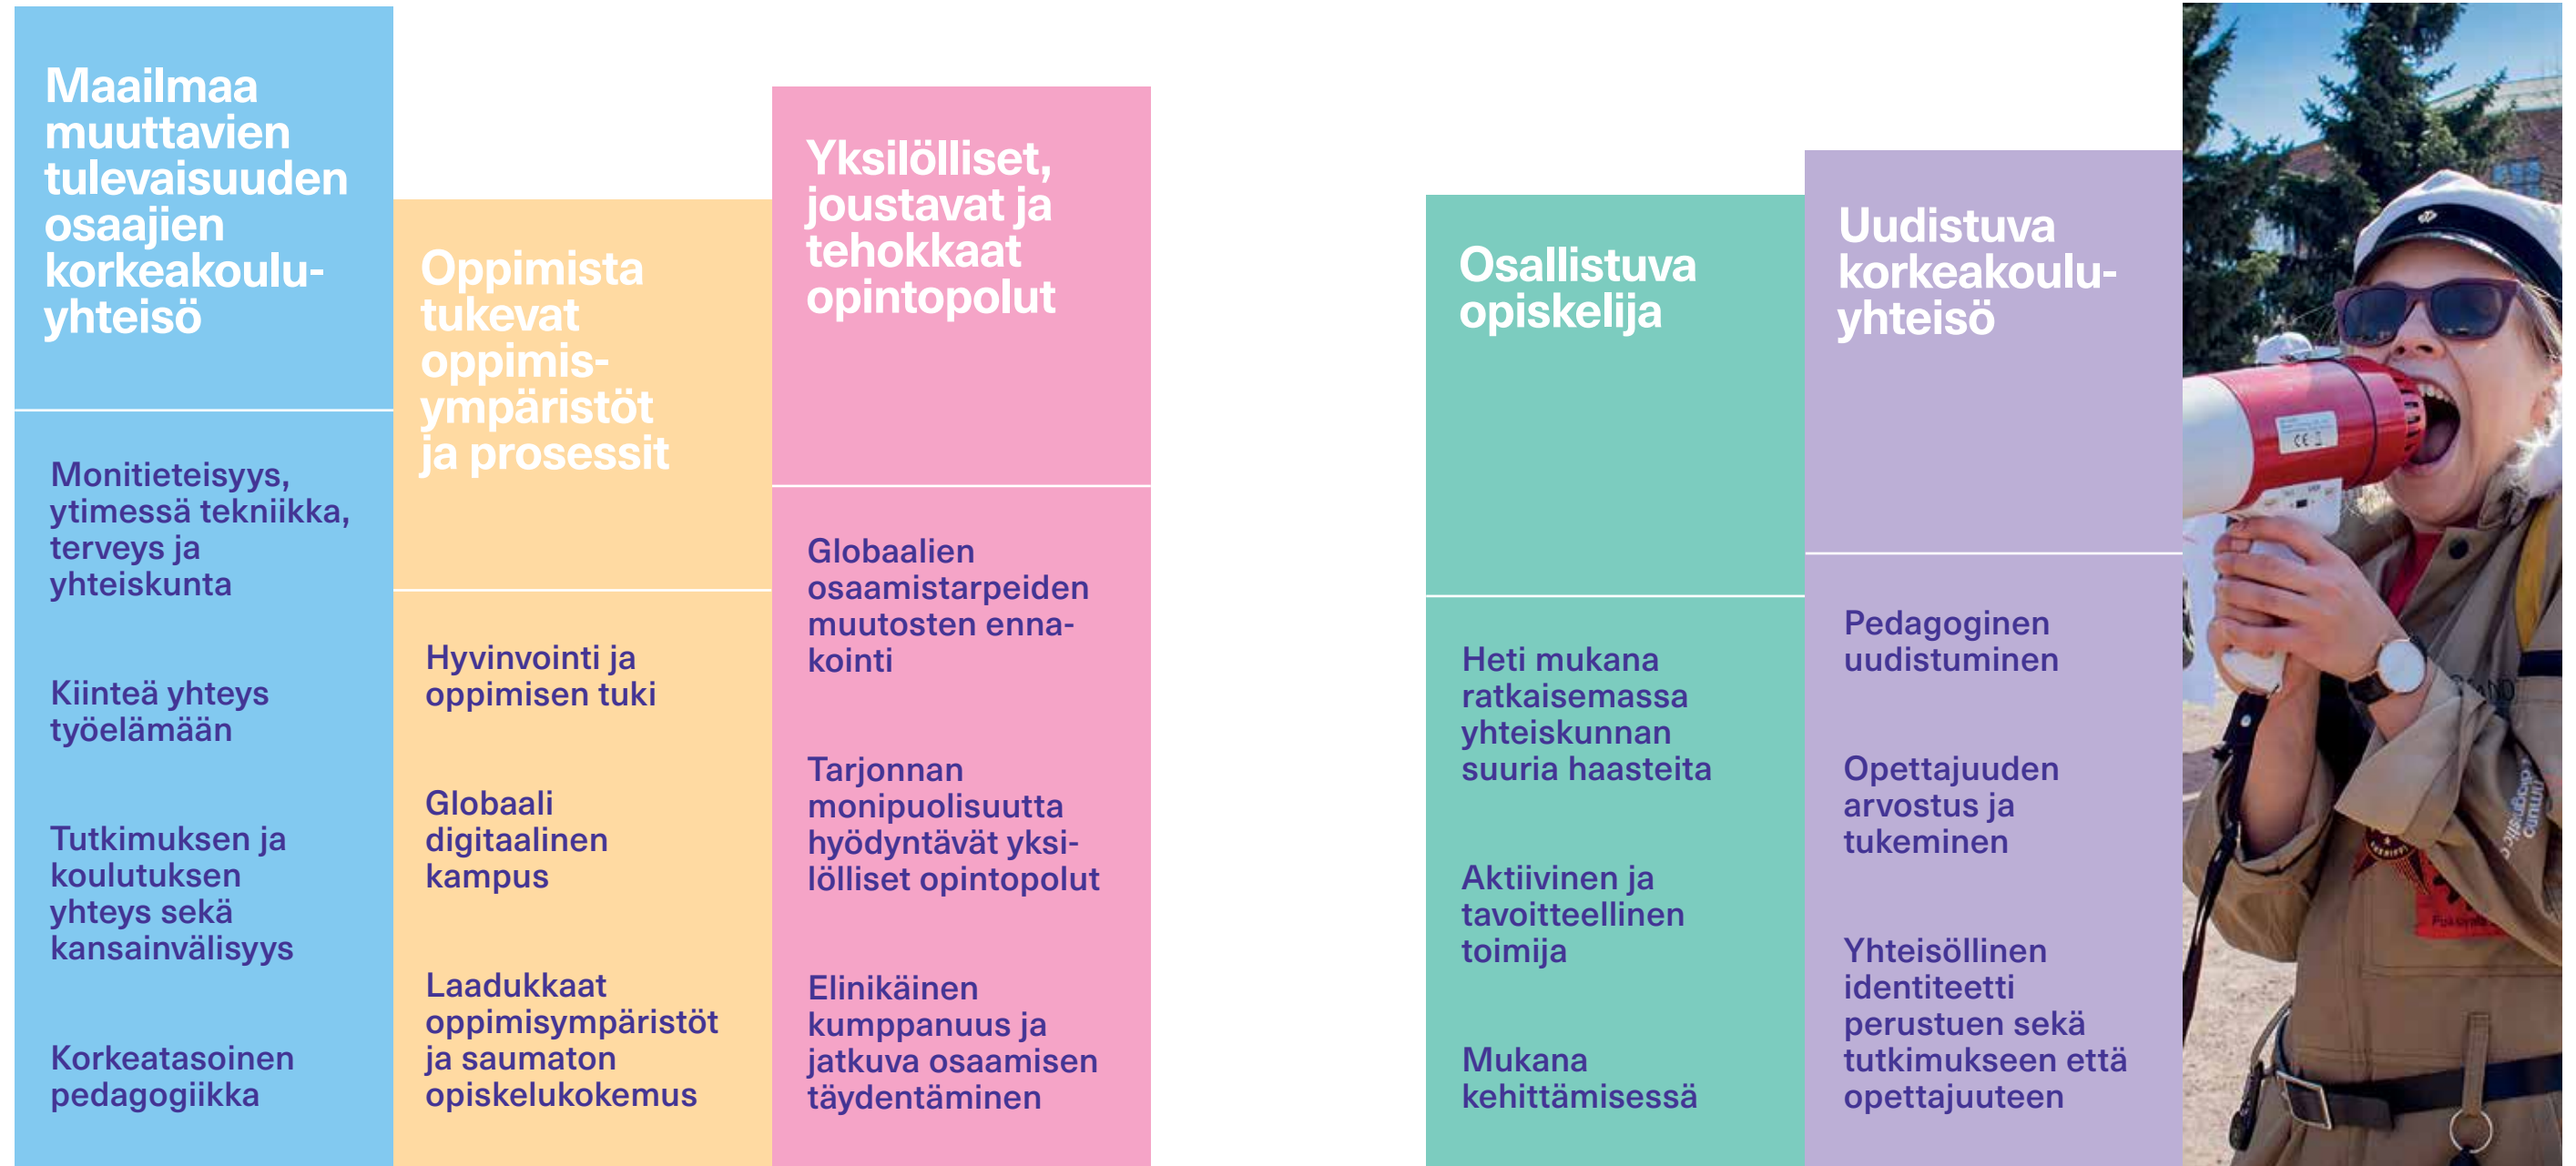 Maailmaa
muuttavien
tulevaisuuden
osaajien
korkeakoulu-
yhteisö
Monitieteisyys,
ytimessä tekniikka,
terveys ja
yhteiskunta
Kiinteä yhteys
työelämään
Tutkimuksen ja
koulutuksen
yhteys sekä
kansainvälisyys
Korkeatasoinen
pedagogiikka
Oppimista
tukevat
oppimis-
ympäristöt
ja prosessit
Hyvinvointi ja
oppimisen tuki
Globaali
digitaalinen
kampus
Laadukkaat
oppimisympäristöt
ja saumaton
opiskelukokemus
Yksilölliset,
joustavat ja
tehokkaat
opintopolut
Globaalien
osaamistarpeiden
muutosten enna-
kointi
Tarjonnan
monipuolisuutta
hyödyntävät yksi-
lölliset opintopolut
Elinikäinen
kumppanuus ja
jatkuva osaamisen
täydentäminen
Osallistuva
opiskelija
Heti mukana
ratkaisemassa
yhteiskunnan
suuria haasteita
Aktiivinen ja
tavoitteellinen
toimija
Mukana
kehittämisessä
Uudistuva
korkeakoulu-
yhteisö
Pedagoginen
uudistuminen
Opettajuuden
arvostus ja
tukeminen
Yhteisöllinen
identiteetti
perustuen sekä
tutkimukseen että
opettajuuteen
CE